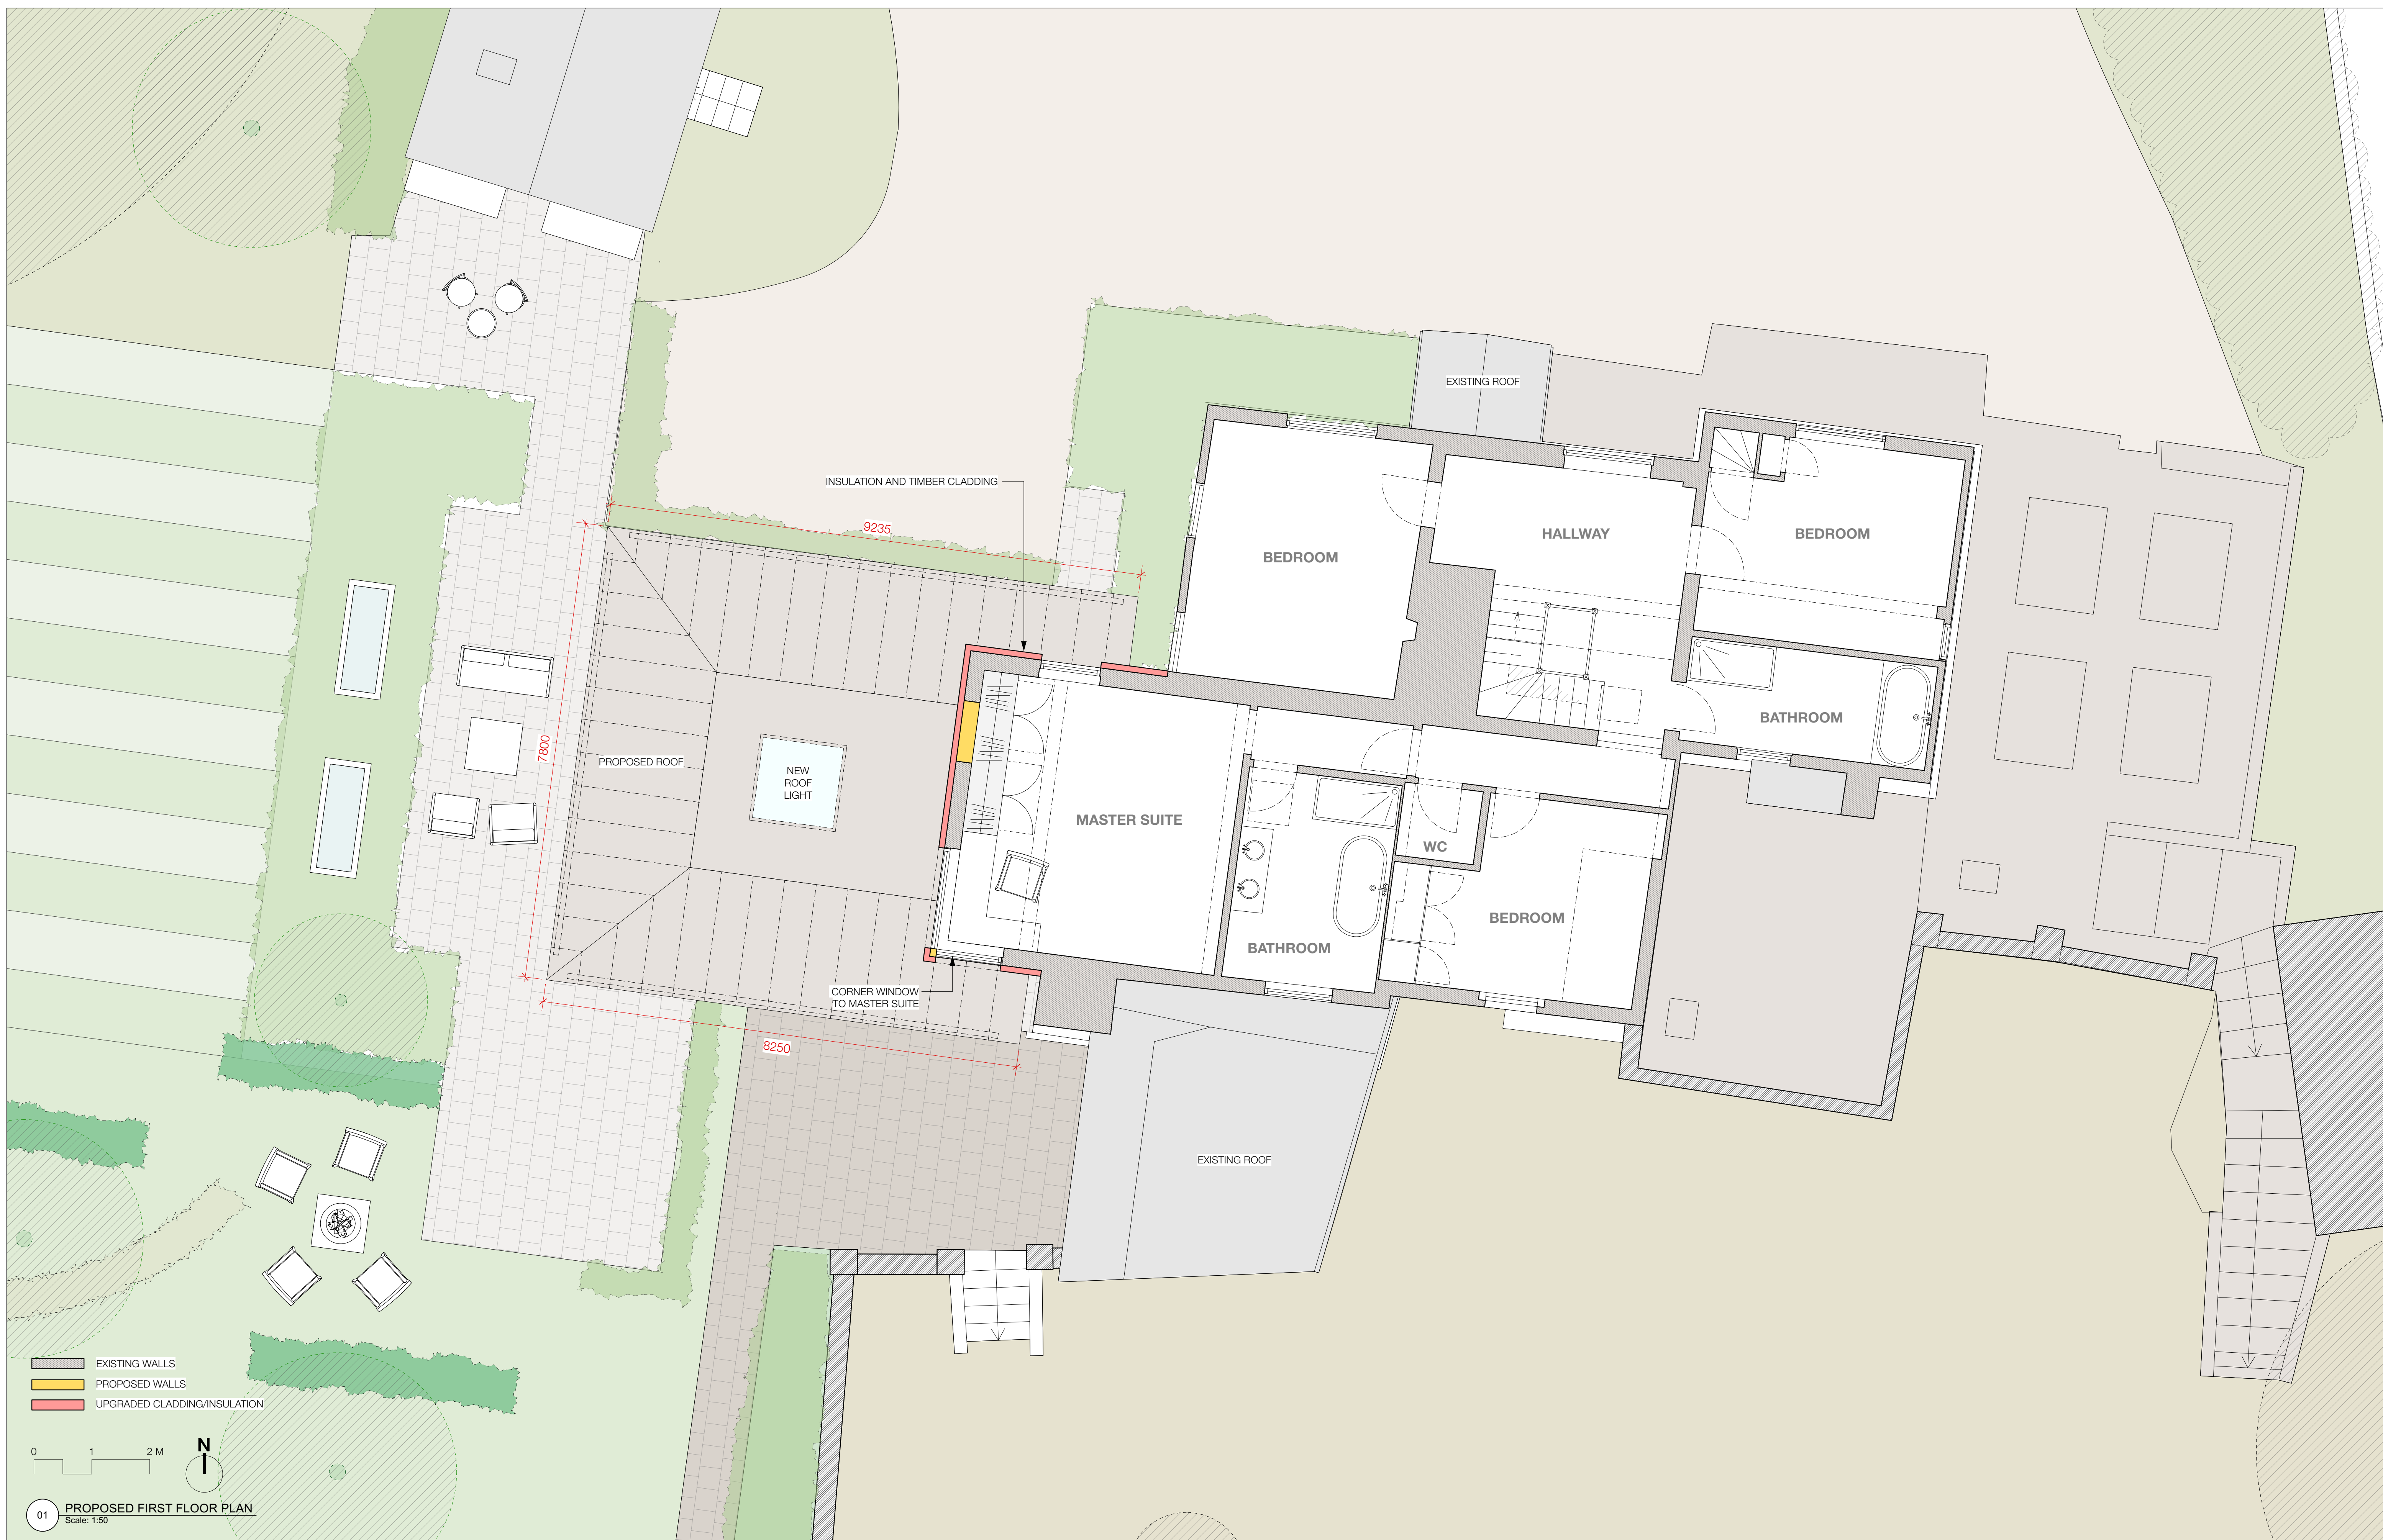 EXISTING ROOF
INSULATION AND TIMBER CLADDING
9235
BEDROOM
HALLWAY
BEDROOM
BATHROOM
7800
PROPOSED ROOF
NEW
ROOF
LIGHT
MASTER SUITE
WC
BEDROOM
BATHROOM
CORNER WINDOW
TO MASTER SUITE
8250
EXISTING ROOF
EXISTING WALLS
PROPOSED WALLS
UPGRADED CLADDING/INSULATION
0 1 2 M
N
01 PROPOSED FIRST FLOOR PLAN
Scale: 1:50